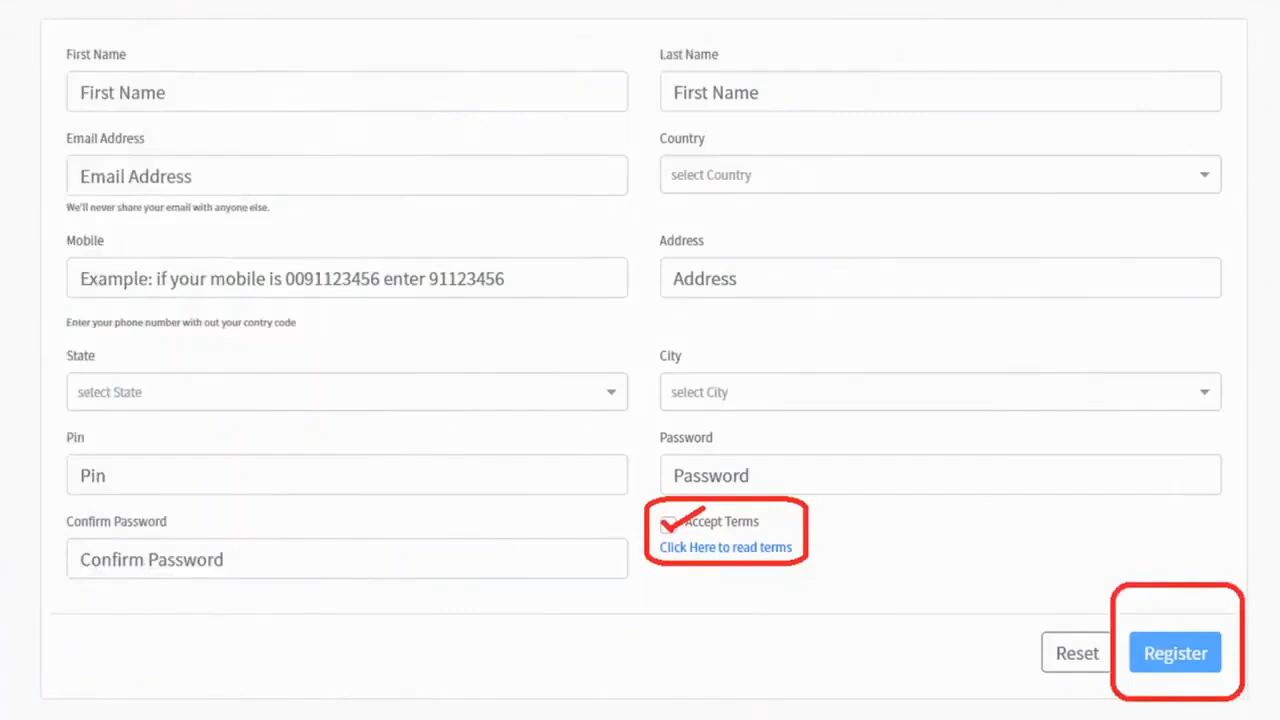 First Name
Last Name
First Name
First Name
Email Address
Country
Email Address
select Country
We'll never share your email with anyone else.
Mobile
Address
Example: if your mobile is 0091123456 enter 91123456
Address
Enter your phone number with out your contry code
State
City
select State
select City
Pin
Password
Pin
Password
Confirm Password
Accept Terms
Click Here to read terms
Confirm Password
Reset
Register